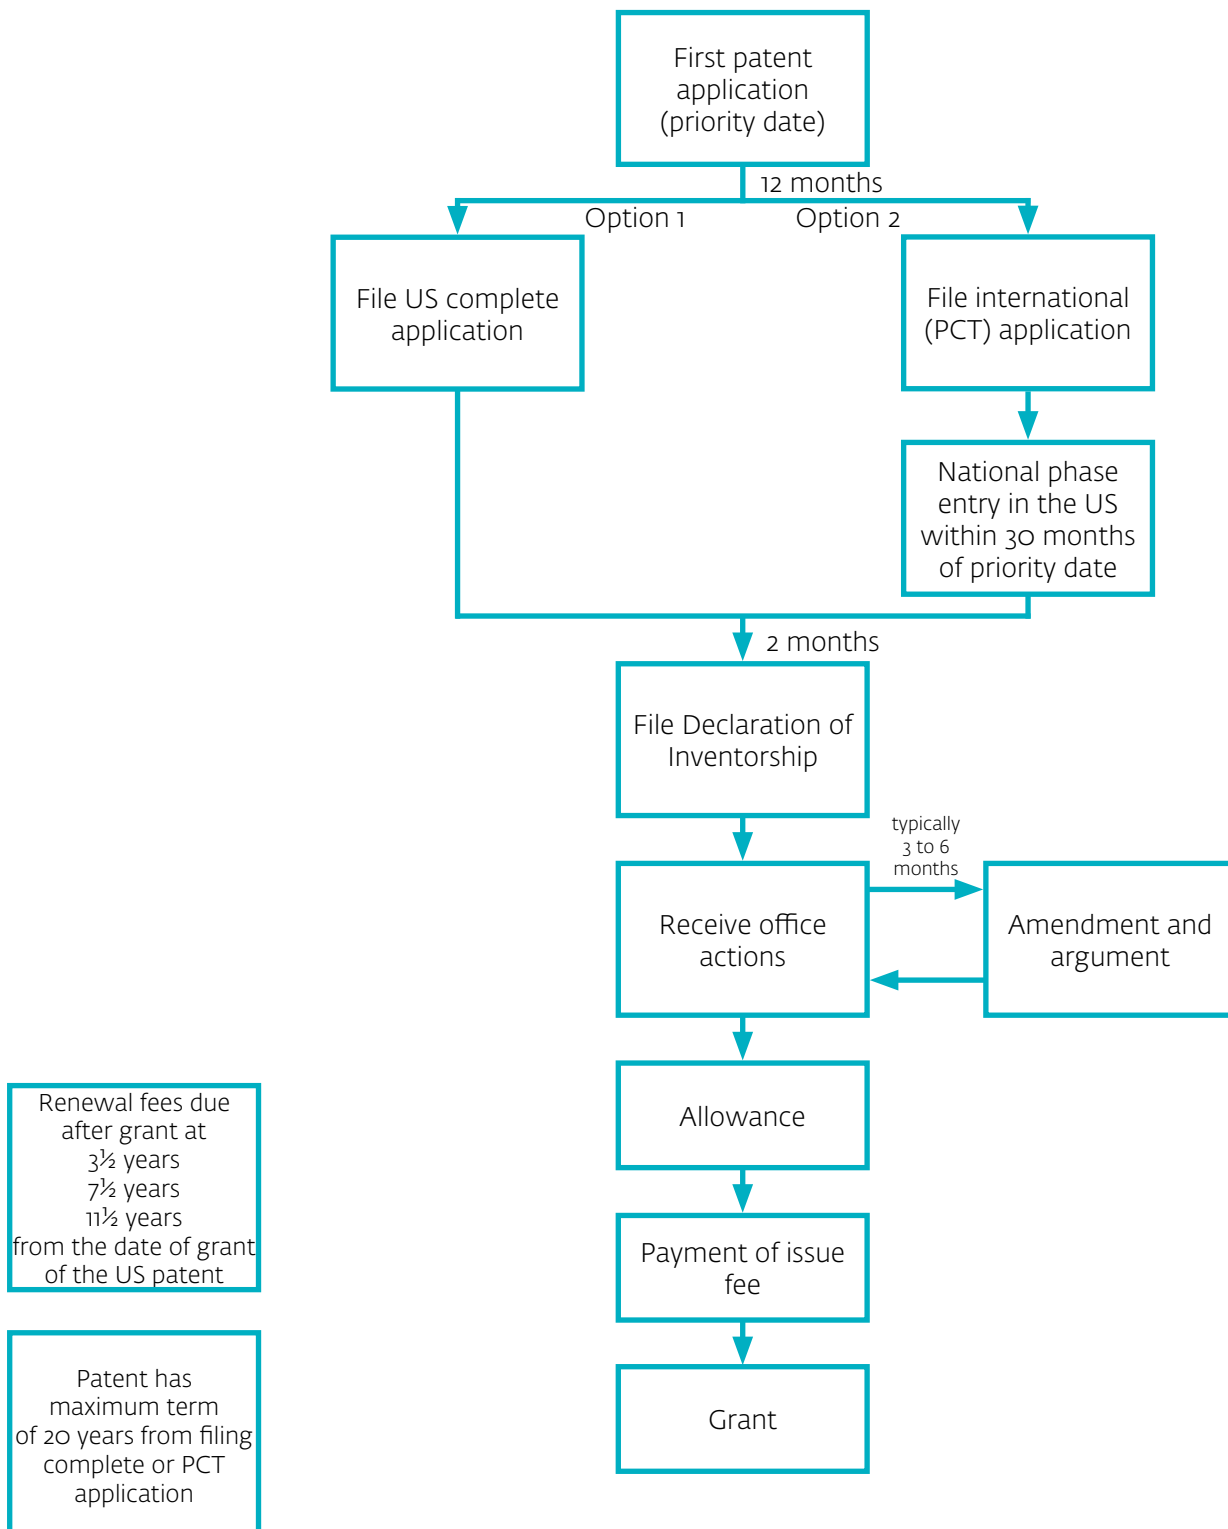 First patent
application
(priority date)
12 months
Option 1
Option 2
File US complete
application
File international
(PCT) application
National phase
entry in the US
within 30 months
of priority date
2 months
File Declaration of
Inventorship
typically
3 to 6
months
Receive office
actions
Amendment and
argument
Allowance
Renewal fees due
after grant at
3½ years
7½ years
11½ years
from the date of grant
of the US patent
Payment of issue
fee
Patent has
maximum term
of 20 years from filing
complete or PCT
application
Grant